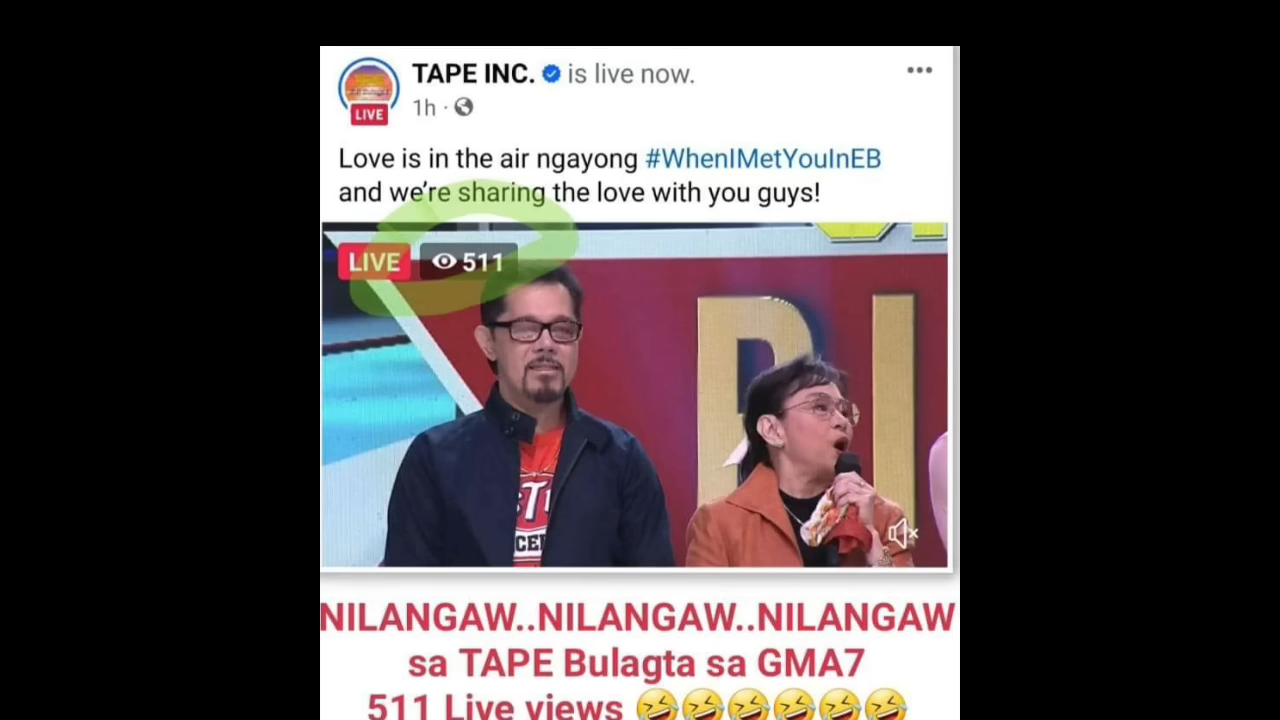 TAPE INC. is live now.
LIVE
1h ·
Love is in the air ngayong #WhenIMetYouInEB
and we're sharing the love with you guys!
LIVE 511
NILANGAW..NILANGAW..NILANGAW
sa TAPE Bulagta sa GMA7
511 Live views 🤣🤣🤣🤣🤣🤣